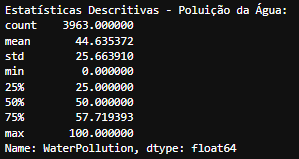 Estatísticas Descritivas - Poluição da Água:
count    3963.000000
mean       44.635372
std        25.663910
min         0.000000
25%        25.000000
50%        50.000000
75%        57.719393
max       100.000000
Name: WaterPollution, dtype: float64